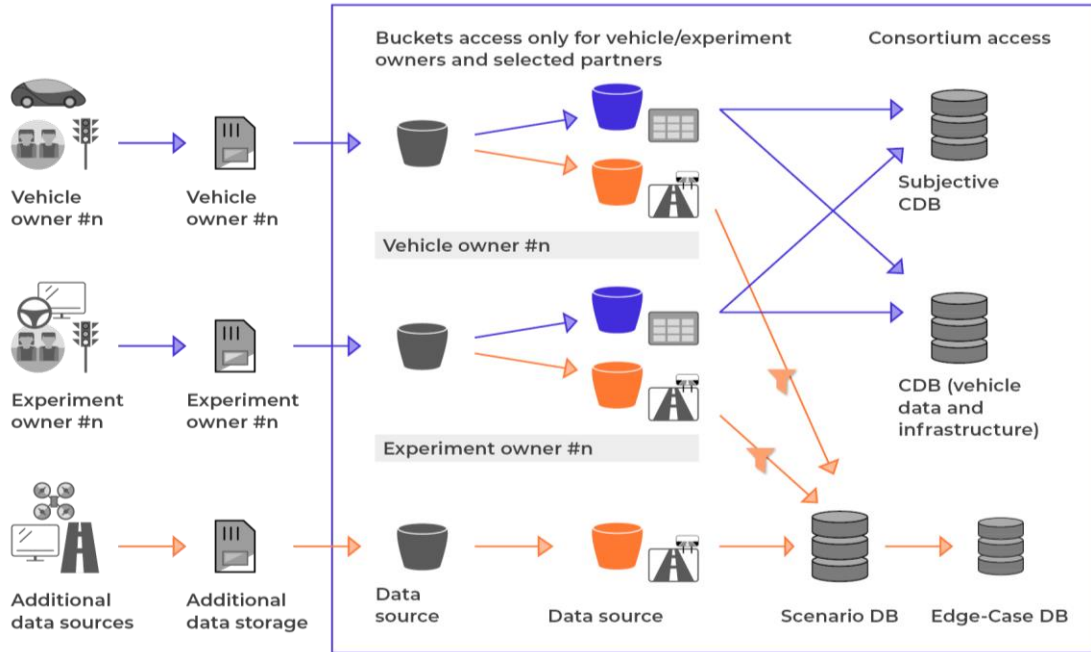 Buckets access only for vehicle/experiment
owners and selected partners
Consortium access
Vehicle
owner #n
Vehicle
owner #n
Subjective
CDB
Vehicle owner #n
Experiment
owner #n
Experiment
owner #n
CDB (vehicle
data and
infrastructure)
Experiment owner #n
Additional
data sources
Additional
data storage
Data
source
Data source
Scenario DB
Edge-Case DB